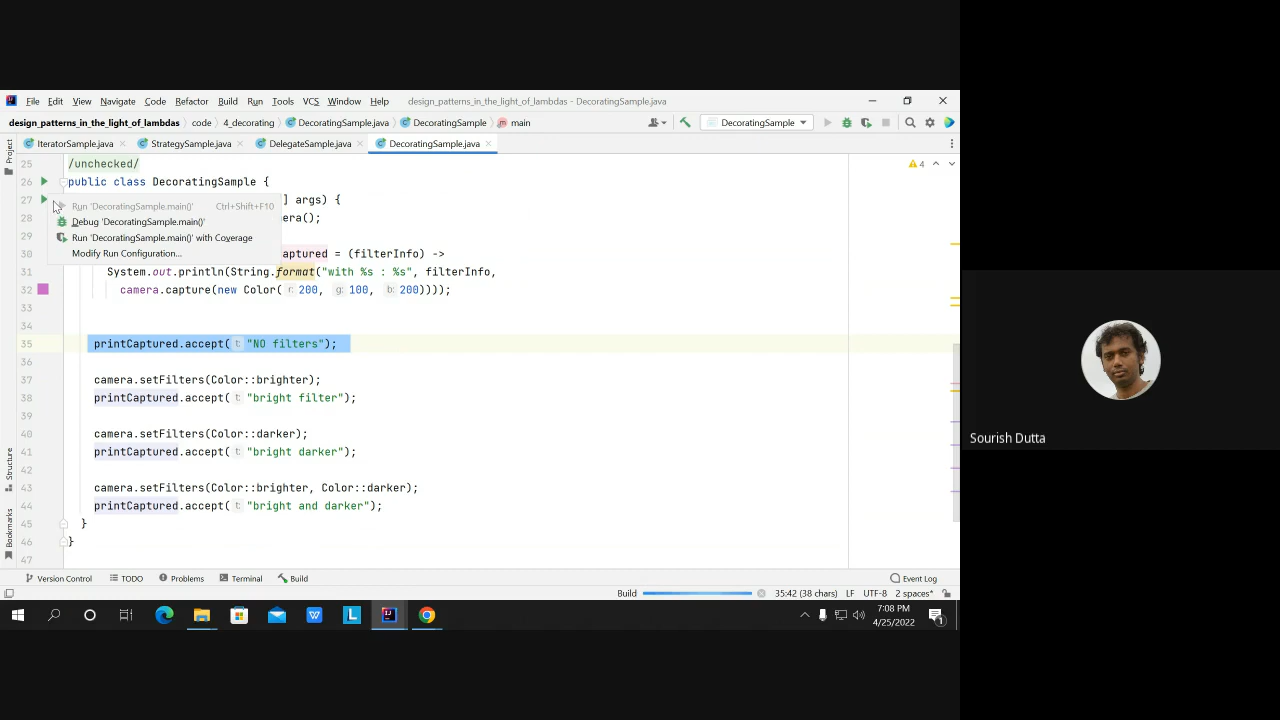 File Edit View Navigate Code Refactor Build Run Tools VCS Window Help design_patterns_in_the_light_of_lambdas - DecoratingSample.java
design_patterns_in_the_light_of_lambdas code 4_decorating DecoratingSample.java DecoratingSample main DecoratingSample
Project
IteratorSample.java StrategySample.java DelegateSample.java DecoratingSample.java
25 /unchecked/ 4
26 public class DecoratingSample {
27 ] args) {
Run 'DecoratingSample.main()' Ctrl+Shift+F10
28 era();
Debug 'DecoratingSample.main()'
Run 'DecoratingSample.main()' with Coverage
30 aptured = (filterInfo) ->
Modify Run Configuration...
31 System.out.println(String.format("with %s : %s", filterInfo,
32 camera.capture(new Color( r: 200, g: 100, b: 200))));
33
34
35 printCaptured.accept( t: "NO filters");
36
37 camera.setFilters(Color::brighter);
38 printCaptured.accept( t: "bright filter");
39
40 camera.setFilters(Color::darker);
41 printCaptured.accept( t: "bright darker");
42
43 camera.setFilters(Color::brighter, Color::darker);
44 printCaptured.accept( t: "bright and darker");
45 }
46 }
47
Structure
Bookmarks
Version Control TODO Problems Terminal Build Event Log
Build 35:42 (38 chars) LF UTF-8 2 spaces*
7:08 PM
4/25/2022
1
Sourish Dutta